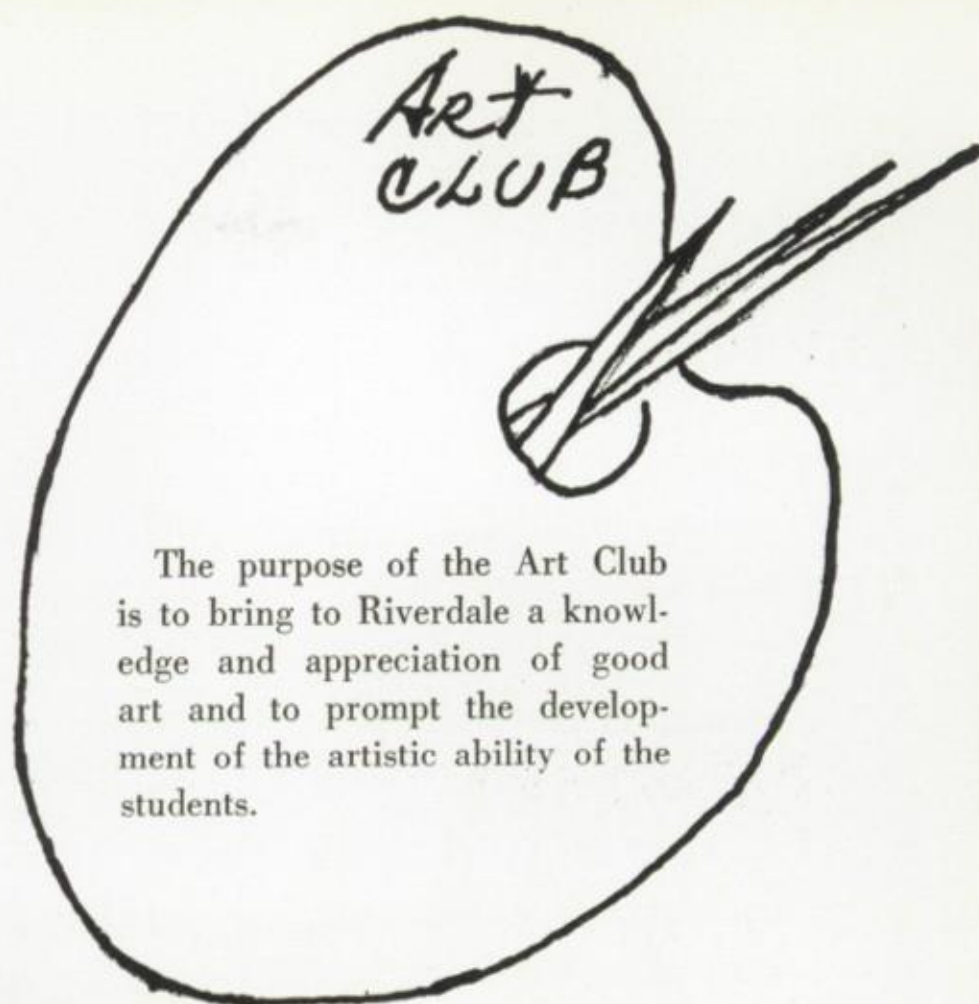 ART
CLUB
The purpose of the Art Club
is to bring to Riverdale a knowl-
edge and appreciation of good
art and to prompt the develop-
ment of the artistic ability of the
students.